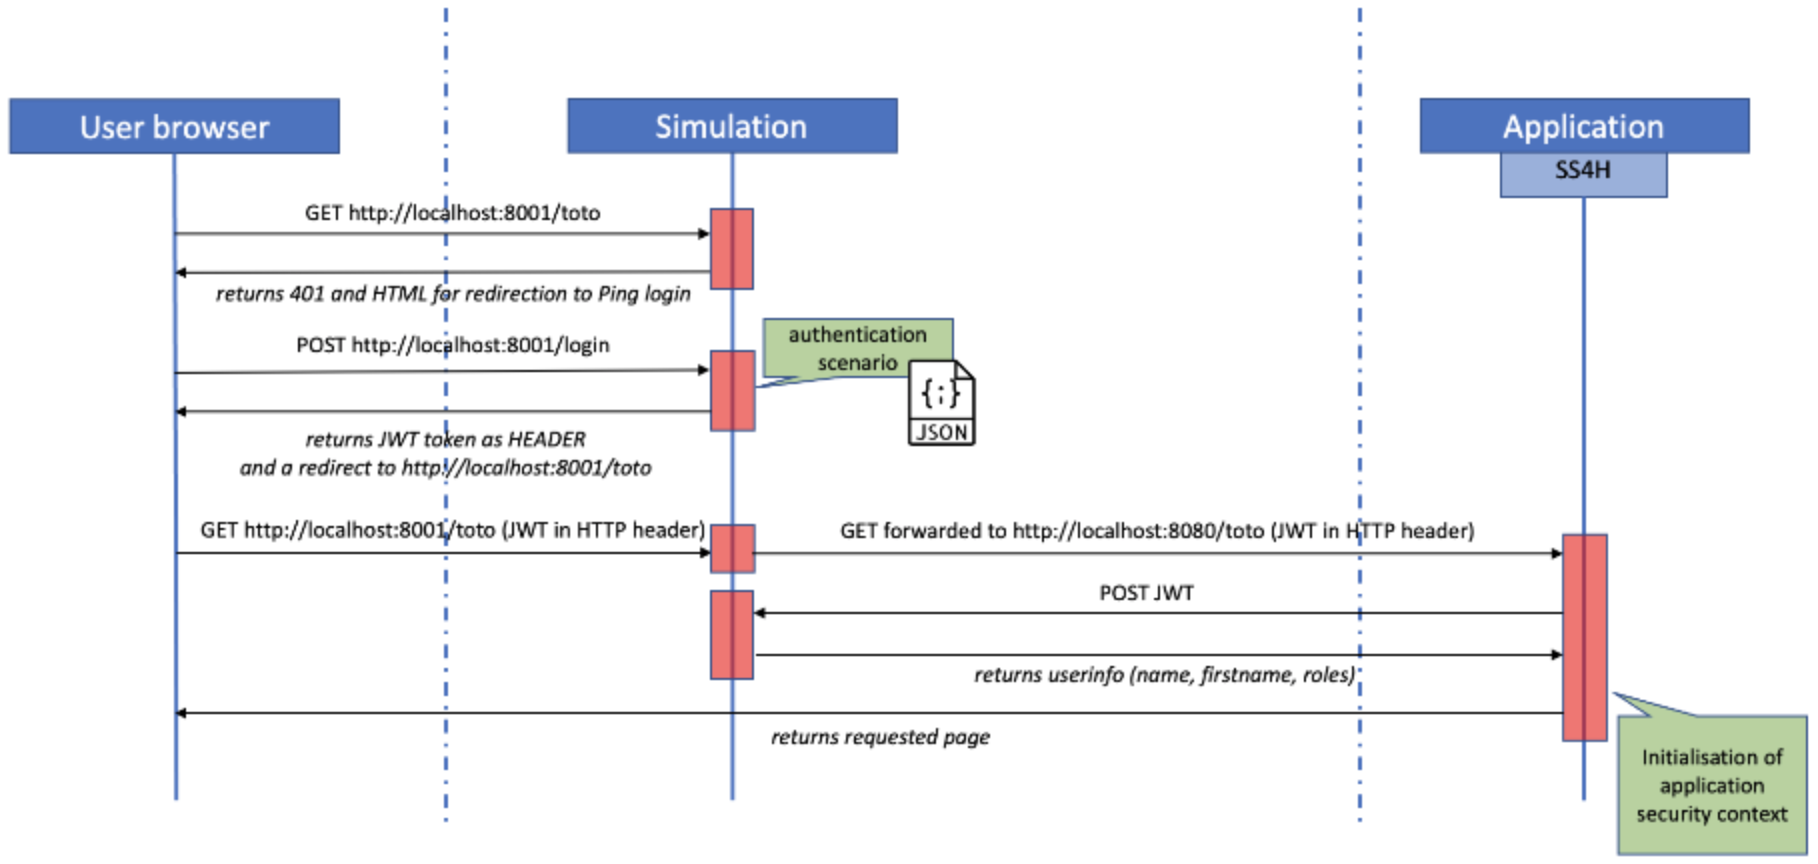 User browser
Simulation
Application
SS4H
GET http://localhost:8001/toto
returns 401 and HTML for redirection to Ping login
authentication
scenario
{;}
JSON
POST http://localhost:8001/login
returns JWT token as HEADER
and a redirect to http://localhost:8001/toto
GET http://localhost:8001/toto (JWT in HTTP header)
GET forwarded to http://localhost:8080/toto (JWT in HTTP header)
POST JWT
returns userinfo (name, firstname, roles)
returns requested page
Initialisation of
application
security context